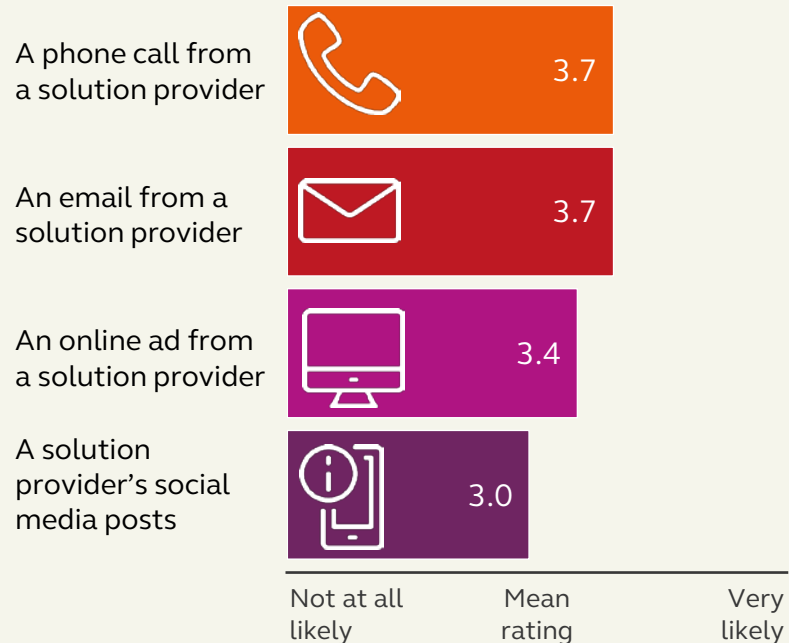 A phone call from
a solution provider
3.7
An email from a
solution provider
3.7
An online ad from
a solution provider
3.4
A solution
provider’s social
media posts
3.0
Not at all
likely
Mean
rating
Very
likely